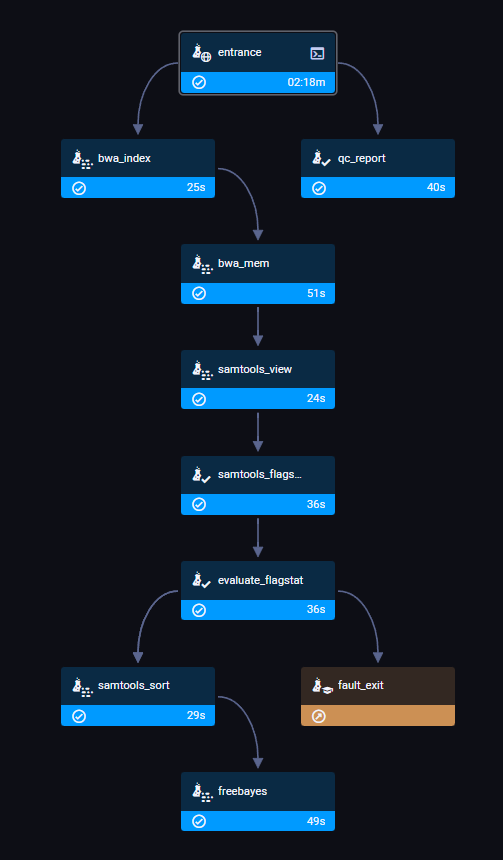 entrance
02:18m
bwa_index
25s
qc_report
40s
bwa_mem
51s
samtools_view
24s
samtools_flags...
36s
evaluate_flagstat
36s
samtools_sort
29s
fault_exit
freebayes
49s